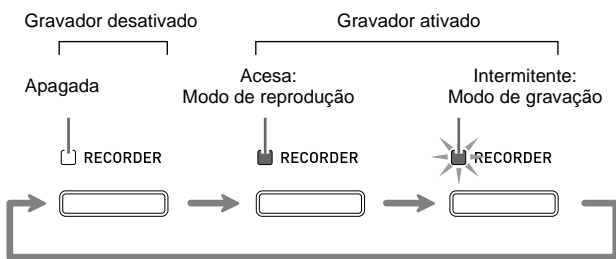 Gravador desativado
Gravador ativado
Apagada
Acesa:
Modo de reprodução
Intermitente:
Modo de gravação
RECORDER
RECORDER
RECORDER